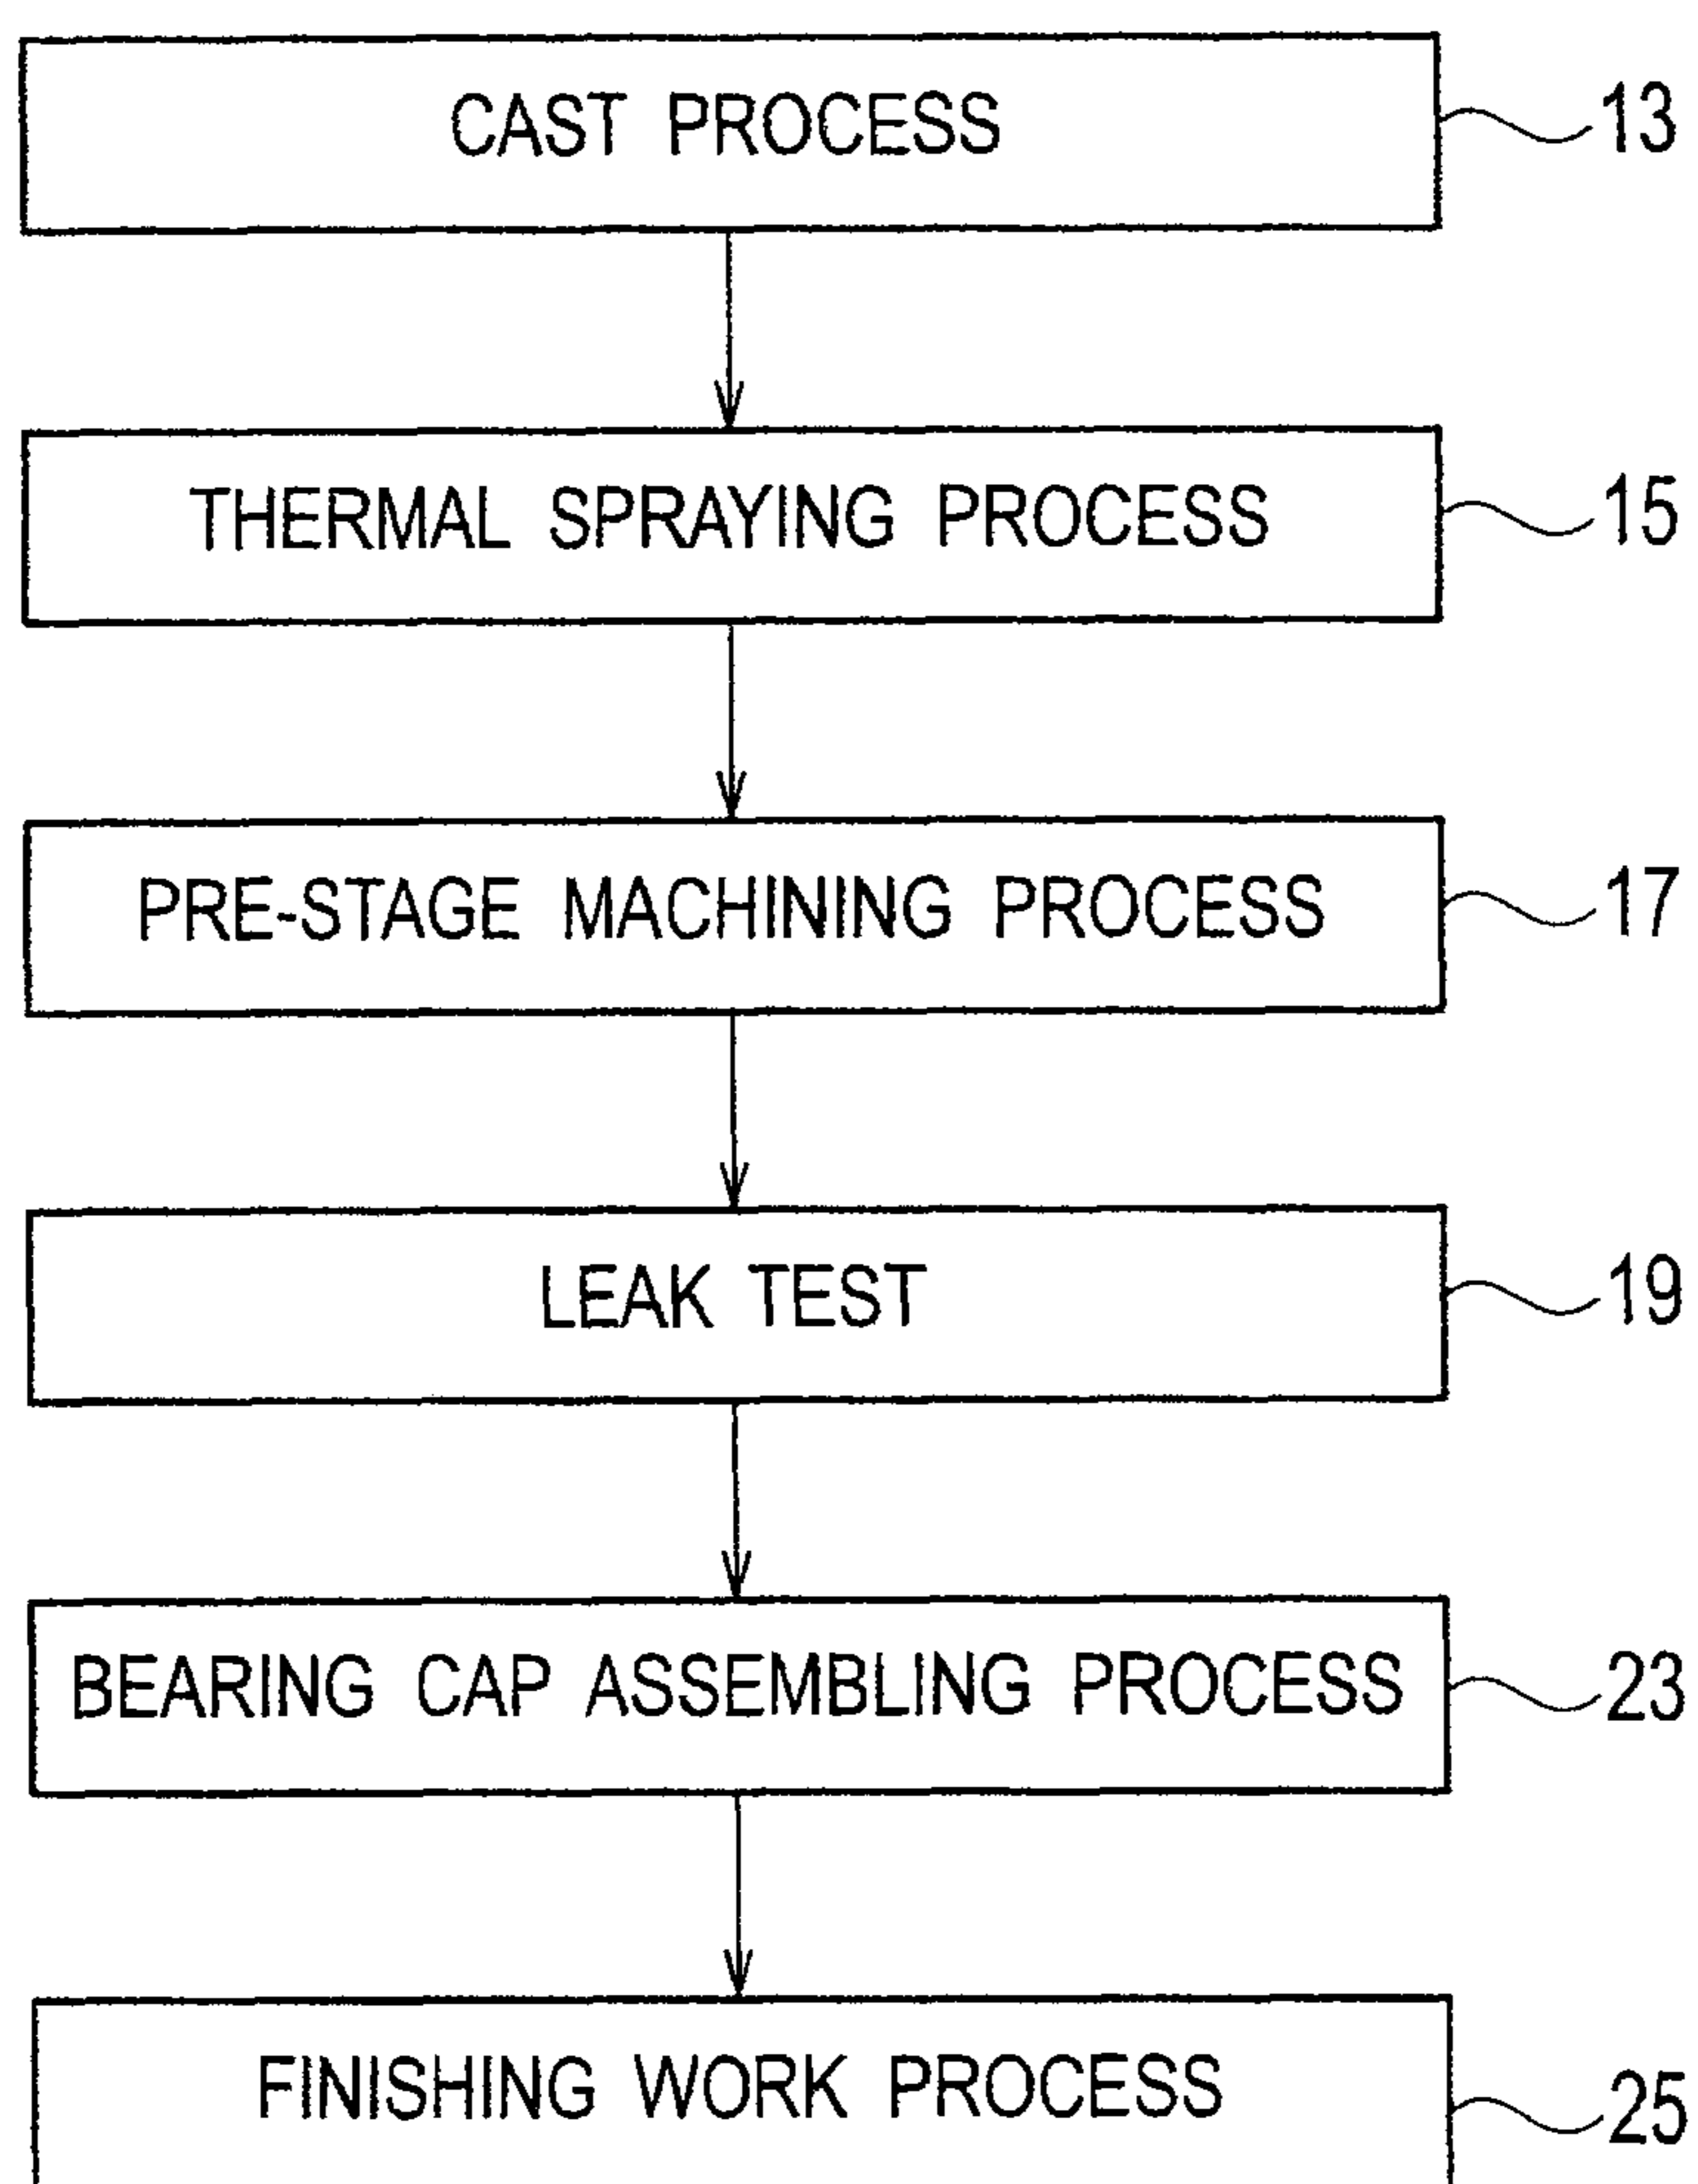 CAST PROCESS 13
THERMAL SPRAYING PROCESS 15
PRE-STAGE MACHINING PROCESS 17
LEAK TEST 19
BEARING CAP ASSEMBLING PROCESS 23
FINISHING WORK PROCESS 25